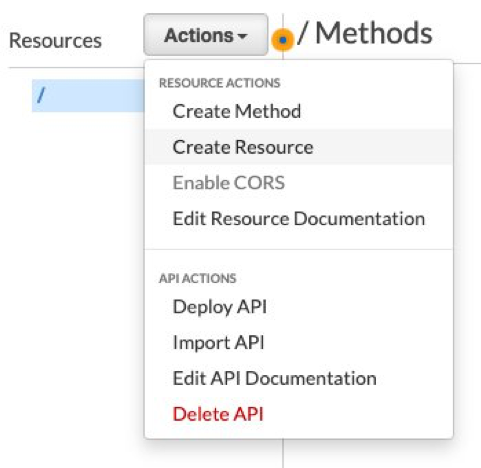 Resources
Actions
/ Methods
/
RESOURCE ACTIONS
Create Method
Create Resource
Enable CORS
Edit Resource Documentation
API ACTIONS
Deploy API
Import API
Edit API Documentation
Delete API